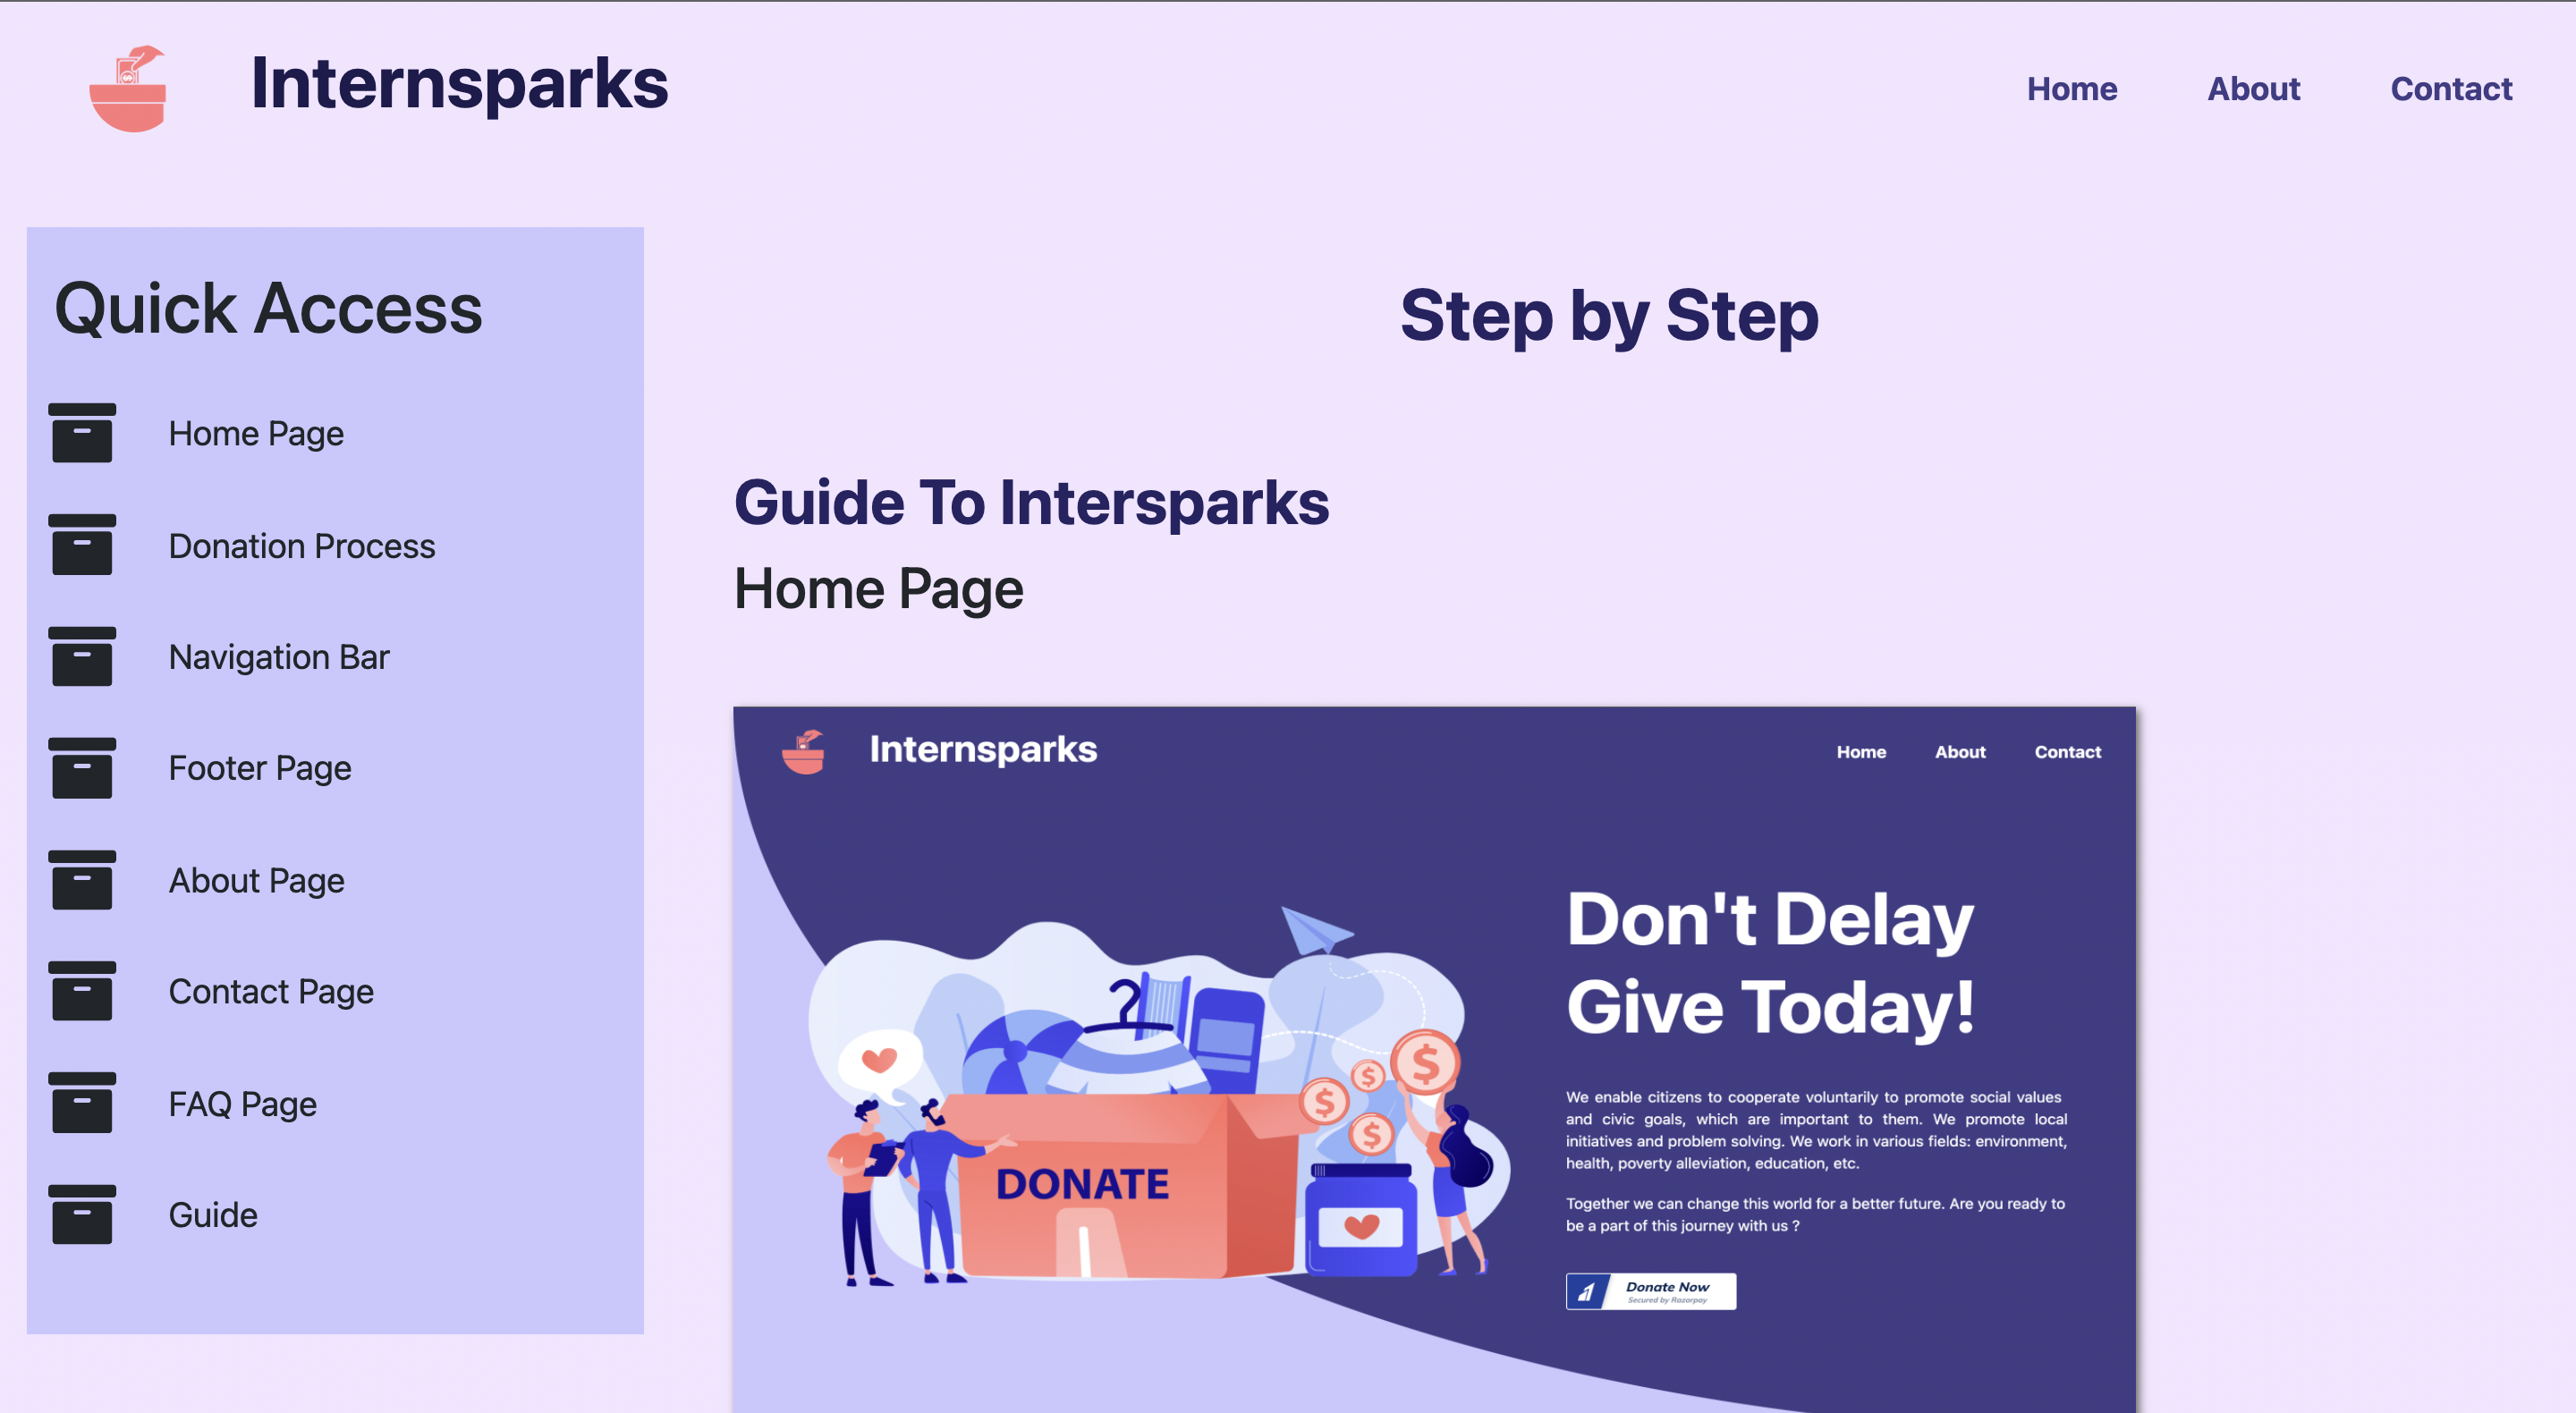 Internsparks
Home About Contact
Quick Access
Home Page
Donation Process
Navigation Bar
Footer Page
About Page
Contact Page
FAQ Page
Guide
Step by Step
Guide To Intersparks
Home Page
Internsparks
Home About Contact
Don't Delay
Give Today!
We enable citizens to cooperate voluntarily to promote social values
and civic goals, which are important to them. We promote local
initiatives and problem solving. We work in various fields: environment,
health, poverty alleviation, education, etc.
Together we can change this world for a better future. Are you ready to
be a part of this journey with us ?
Donate Now
Secured by Razorpay
DONATE
$
$
$
$